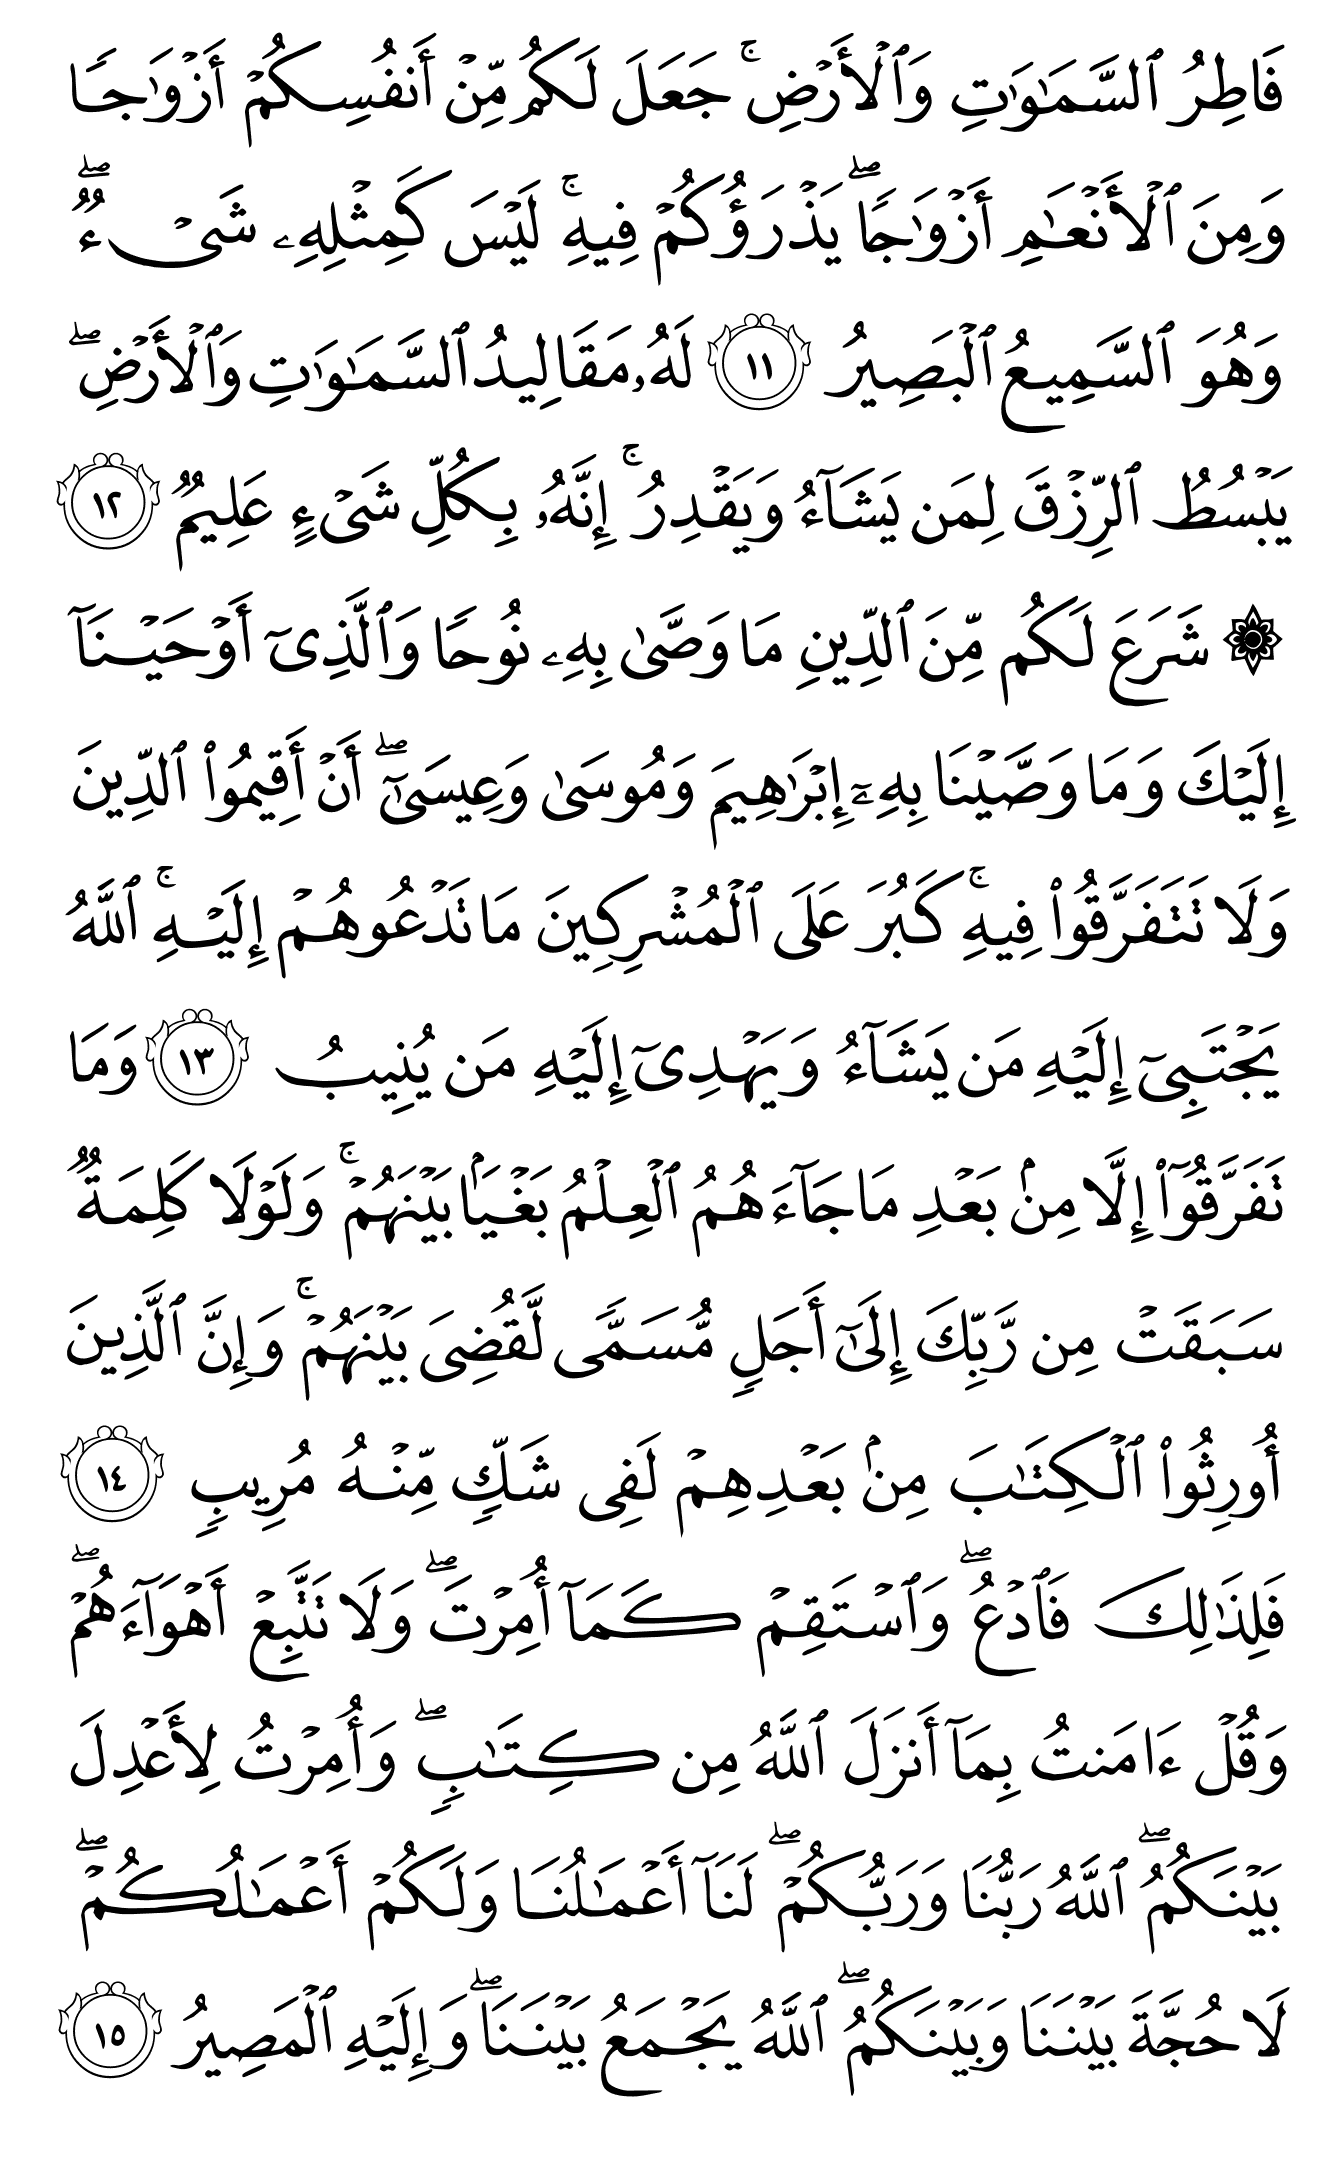 فَاطِرُ ٱلسَّمَٰوَٰتِ وَٱلْأَرْضِ ۚ جَعَلَ لَكُم مِّنْ أَنفُسِكُمْ أَزْوَٰجًا
وَمِنَ ٱلْأَنْعَٰمِ أَزْوَٰجًا ۖ يَذْرَؤُكُمْ فِيهِ ۚ لَيْسَ كَمِثْلِهِۦ شَىْءٌ ۖ
وَهُوَ ٱلسَّمِيعُ ٱلْبَصِيرُ ١١ لَهُۥ مَقَالِيدُ ٱلسَّمَٰوَٰتِ وَٱلْأَرْضِ ۖ
يَبْسُطُ ٱلرِّزْقَ لِمَن يَشَآءُ وَيَقْدِرُ ۚ إِنَّهُۥ بِكُلِّ شَىْءٍ عَلِيمٌ ١٢
۞ شَرَعَ لَكُم مِّنَ ٱلدِّينِ مَا وَصَّىٰ بِهِۦ نُوحًا وَٱلَّذِىٓ أَوْحَيْنَآ
إِلَيْكَ وَمَا وَصَّيْنَا بِهِۦٓ إِبْرَٰهِيمَ وَمُوسَىٰ وَعِيسَىٰٓ ۖ أَنْ أَقِيمُوا۟ ٱلدِّينَ
وَلَا تَتَفَرَّقُوا۟ فِيهِ ۚ كَبُرَ عَلَى ٱلْمُشْرِكِينَ مَا تَدْعُوهُمْ إِلَيْهِ ۚ ٱللَّهُ
يَجْتَبِىٓ إِلَيْهِ مَن يَشَآءُ وَيَهْدِىٓ إِلَيْهِ مَن يُنِيبُ ١٣ وَمَا
تَفَرَّقُوٓا۟ إِلَّا مِنۢ بَعْدِ مَا جَآءَهُمُ ٱلْعِلْمُ بَغْيًۢا بَيْنَهُمْ ۚ وَلَوْلَا كَلِمَةٌ
سَبَقَتْ مِن رَّبِّكَ إِلَىٰٓ أَجَلٍ مُّسَمًّى لَّقُضِىَ بَيْنَهُمْ ۚ وَإِنَّ ٱلَّذِينَ
أُورِثُوا۟ ٱلْكِتَٰبَ مِنۢ بَعْدِهِمْ لَفِى شَكٍّ مِّنْهُ مُرِيبٍ ١٤
فَلِذَٰلِكَ فَٱدْعُ ۖ وَٱسْتَقِمْ كَمَآ أُمِرْتَ ۖ وَلَا تَتَّبِعْ أَهْوَآءَهُمْ ۖ
وَقُلْ ءَامَنتُ بِمَآ أَنزَلَ ٱللَّهُ مِن كِتَٰبٍ ۖ وَأُمِرْتُ لِأَعْدِلَ
بَيْنَكُمُ ۖ ٱللَّهُ رَبُّنَا وَرَبُّكُمْ ۖ لَنَآ أَعْمَٰلُنَا وَلَكُمْ أَعْمَٰلُكُمْ ۖ
لَا حُجَّةَ بَيْنَنَا وَبَيْنَكُمُ ۖ ٱللَّهُ يَجْمَعُ بَيْنَنَا ۖ وَإِلَيْهِ ٱلْمَصِيرُ ١٥